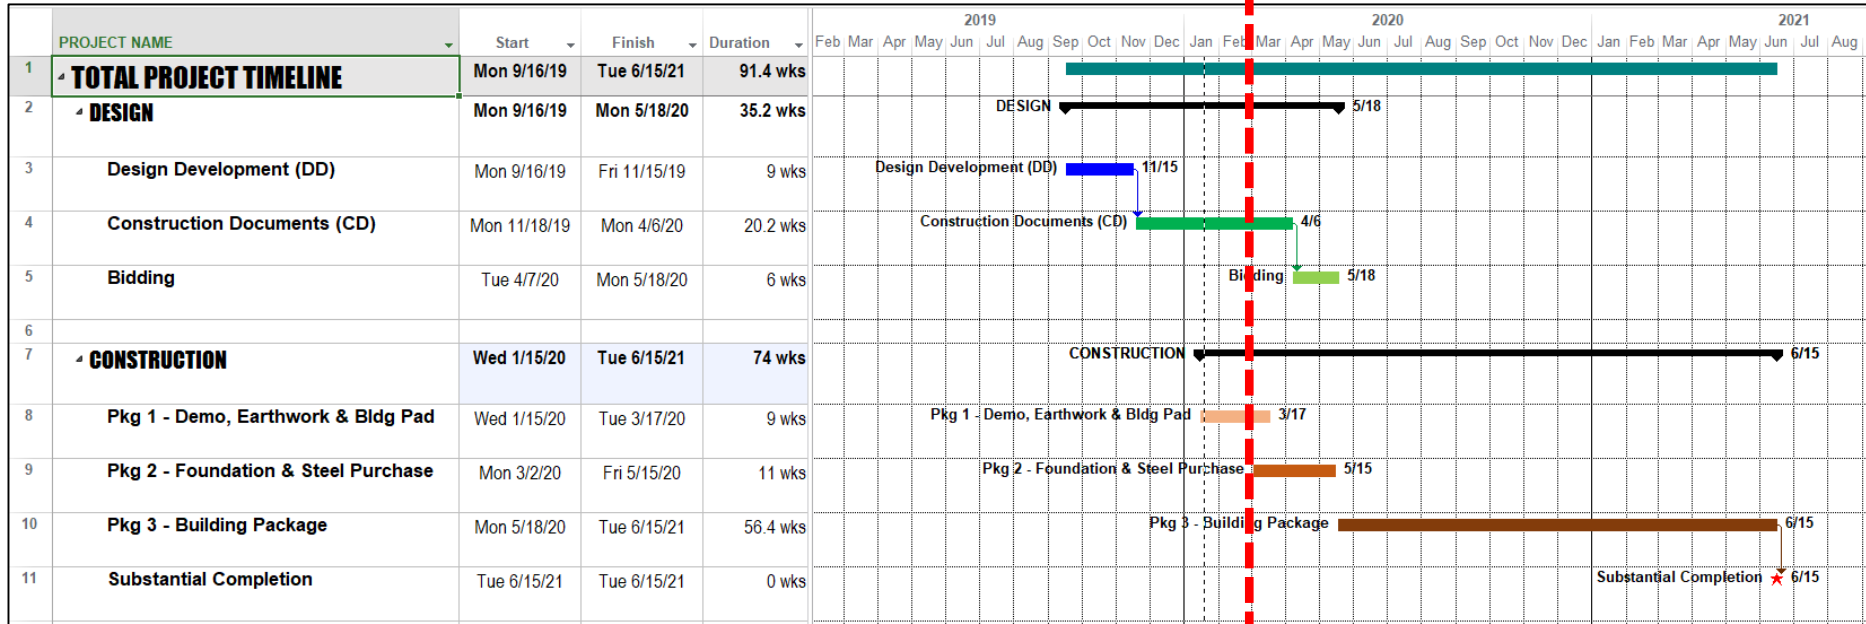 2019 2020 2021
PROJECT NAME Start Finish Duration Feb Mar Apr May Jun Jul Aug Sep Oct Nov Dec Jan Feb Mar Apr May Jun Jul Aug Sep Oct Nov Dec Jan Feb Mar Apr May Jun Jul Aug
1 TOTAL PROJECT TIMELINE Mon 9/16/19 Tue 6/15/21 91.4 wks
2 DESIGN Mon 9/16/19 Mon 5/18/20 35.2 wks DESIGN 5/18
3 Design Development (DD) Mon 9/16/19 Fri 11/15/19 9 wks Design Development (DD) 11/15
4 Construction Documents (CD) Mon 11/18/19 Mon 4/6/20 20.2 wks Construction Documents (CD) 4/6
5 Bidding Tue 4/7/20 Mon 5/18/20 6 wks Bidding 5/18
6
7 CONSTRUCTION Wed 1/15/20 Tue 6/15/21 74 wks CONSTRUCTION 6/15
8 Pkg 1 - Demo, Earthwork & Bldg Pad Wed 1/15/20 Tue 3/17/20 9 wks Pkg 1 - Demo, Earthwork & Bldg Pad 3/17
9 Pkg 2 - Foundation & Steel Purchase Mon 3/2/20 Fri 5/15/20 11 wks Pkg 2 - Foundation & Steel Purchase 5/15
10 Pkg 3 - Building Package Mon 5/18/20 Tue 6/15/21 56.4 wks Pkg 3 - Building Package 6/15
11 Substantial Completion Tue 6/15/21 Tue 6/15/21 0 wks Substantial Completion 6/15